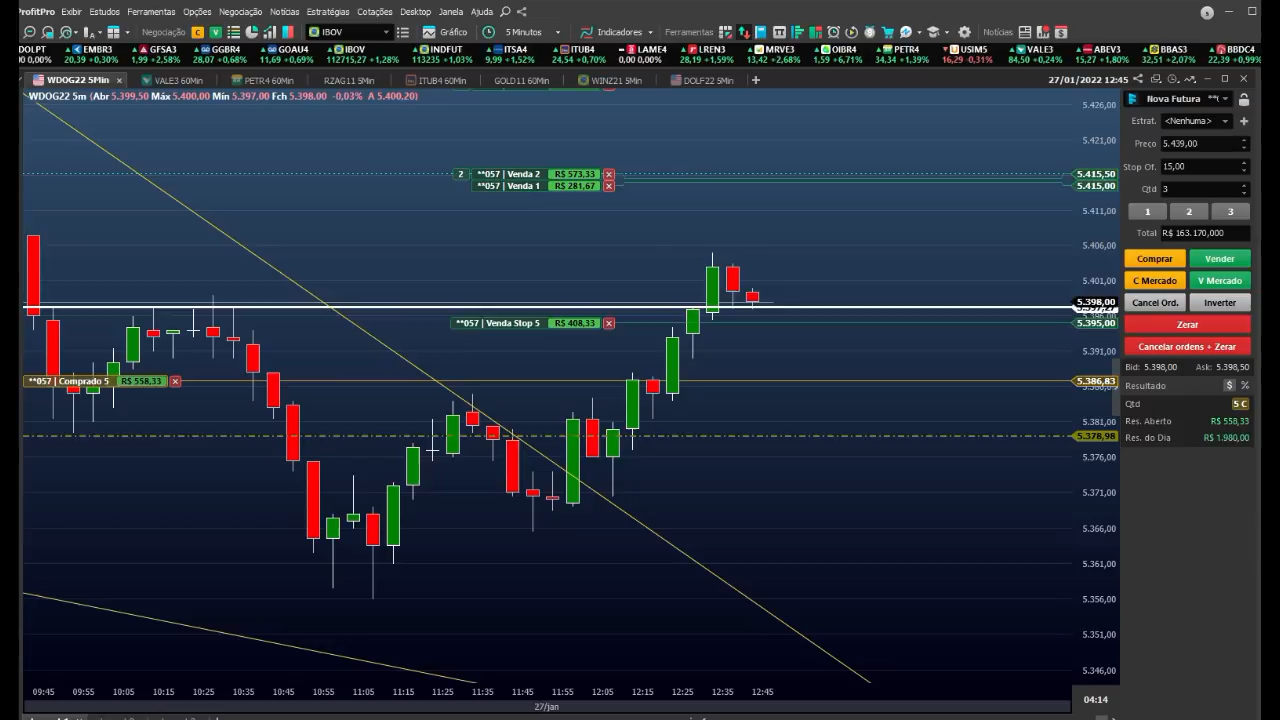 ProfitPro Exibir Estudos Ferramentas Opções Negociação Notícias Estratégias Cotações Desktop Janela Ajuda
Negociação C V IBOV Gráfico 5 Minutos Indicadores Ferramentas Notícias $
DOLPT EMBR3 GFSA3 GGBR4 GOAU4 IBOV INDFUT ITSA4 ITUB4 LAME4 LREN3 MRVE3 OIBR4 PETR4 USIM5 VALE3 ABEV3 BBAS3 BBDC4
0,00 0,00% 20,39 +0,30% 1,99 +2,58% 28,07 +0,68% 11,69 +0,69% 112715,27 +1,28% 113235 +1,03% 9,99 +1,52% 24,54 +0,70% 0,00 0,00% 28,19 +1,59% 13,42 +2,68% 1,59 +6,71% 34,34 +1,39% 16,29 -0,31% 84,50 +0,24% 15,27 +1,80% 32,51 +2,07% 22,39 +0,99%
WDOG22 5Min VALE3 60Min PETR4 60Min RZAG11 5Min ITUB4 60Min GOLD11 60Min WINZ21 5Min DOLF22 5Min + 27/01/2022 12:45
WDOG22 5m (Abr 5.399,50 Máx 5.400,00 Mín 5.397,00 Fch 5.398,00 -0,03% A 5.400,20)
Nova Futura
Estrat. <Nenhuma> +
Preco 5.439,00
Stop Of. 15,00
Qtd 3
1 2 3
Total R$ 163.170,000
Comprar Vender
C Mercado V Mercado
Cancel Ord. Inverter
Zerar
Cancelar ordens + Zerar
Bid: 5.398,00 Ask: 5.398,50
Resultado $ %
Qtd 5 C
Res. Aberto R$ 558,33
Res. do Dia R$ 1.980,00
5.426,00
5.421,00
2 **057 | Venda 2 R$ 573,33 5.415,50
**057 | Venda 1 R$ 281,67 5.415,00
5.411,00
5.406,00
5.401,00
5.398,00
**057 | Venda Stop 5 R$ 408,33 5.395,00
5.391,00
**057 | Comprado 5 R$ 558,33 5.386,83
5.381,00
5.378,98
5.376,00
5.371,00
5.366,00
5.361,00
5.356,00
5.351,00
5.346,00
09:45 09:55 10:05 10:15 10:25 10:35 10:45 10:55 11:05 11:15 11:25 11:35 11:45 11:55 12:05 12:15 12:25 12:35 12:45
27/jan
04:14